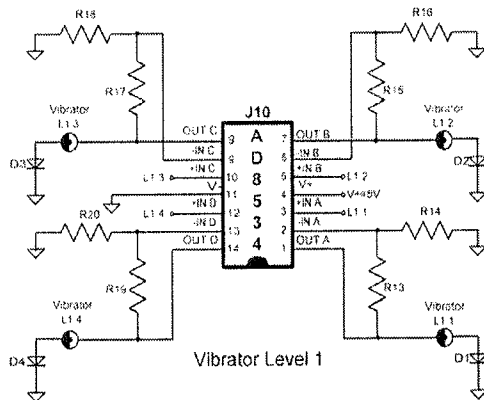 R18
R16
R17
R15
J10
Vibrator
L1.3
Vibrator
L1.2
OUT C
-IN C
+IN C
V-
+IN D
-IN D
OUT D
8
9
10
11
12
13
14
A
D
8
5
3
4
7
6
5
4
3
2
1
OUT B
-IN B
+IN B
V+
+IN A
-IN A
OUT A
L1.3
L1.4
L1.2
V+=5V
L1.1
D3
D2
R20
R14
R19
R13
Vibrator
L1.4
Vibrator
L1.1
D4
D1
Vibrator Level 1